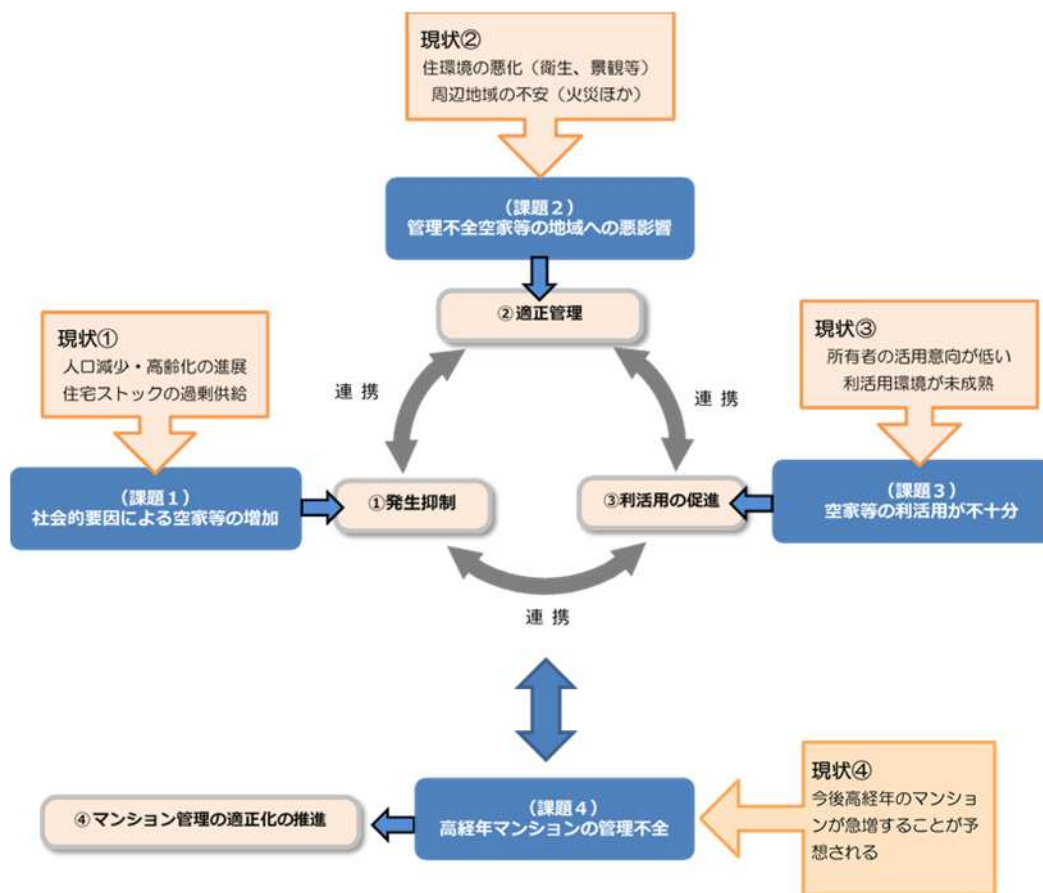 現状②
住環境の悪化（衛生、景観等）
周辺地域の不安（火災ほか）
（課題２）
管理不全空家等の地域への悪影響
②適正管理
現状①
人口減少・高齢化の進展
住宅ストックの過剰供給
連 携
連 携
現状③
所有者の活用意向が低い
利活用環境が未成熟
（課題１）
社会的要因による空家等の増加
①発生抑制
③利活用の促進
（課題３）
空家等の利活用が不十分
連 携
現状④
今後高経年のマンショ
ンが急増することが予
想される
④マンション管理の適正化の推進
（課題４）
高経年マンションの管理不全